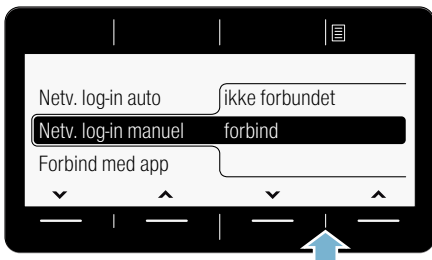 Netv. log-in auto ikke forbundet
Netv. log-in manuel forbind
Forbind med app